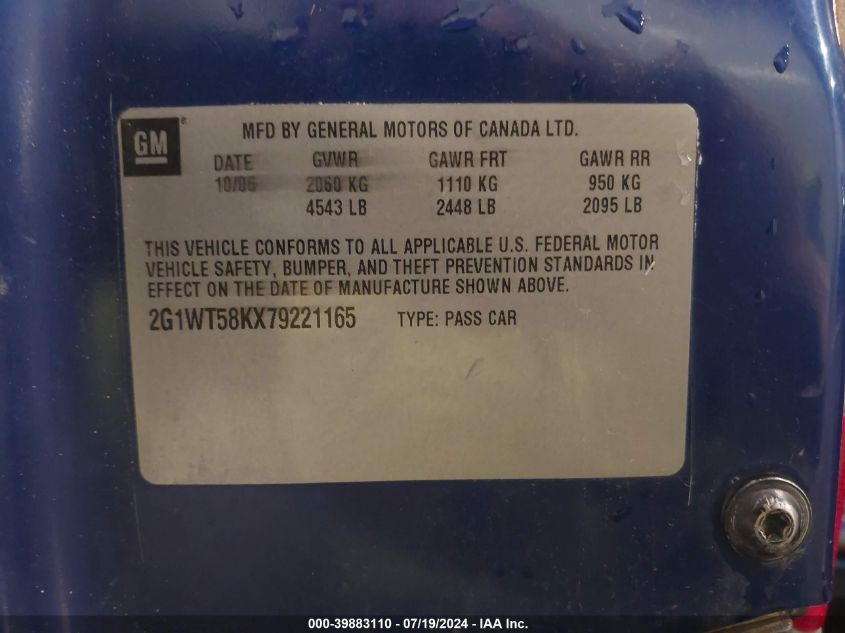 GM ®
MFD BY GENERAL MOTORS OF CANADA LTD.
DATE GVWR GAWR FRT GAWR RR
10/06 2060 KG 1110 KG 950 KG
4543 LB 2448 LB 2095 LB
THIS VEHICLE CONFORMS TO ALL APPLICABLE U.S. FEDERAL MOTOR
VEHICLE SAFETY, BUMPER, AND THEFT PREVENTION STANDARDS IN
EFFECT ON THE DATE OF MANUFACTURE SHOWN ABOVE.
2G1WT58KX79221165 TYPE: PASS CAR
000-39883110 - 07/19/2024 - IAA Inc.